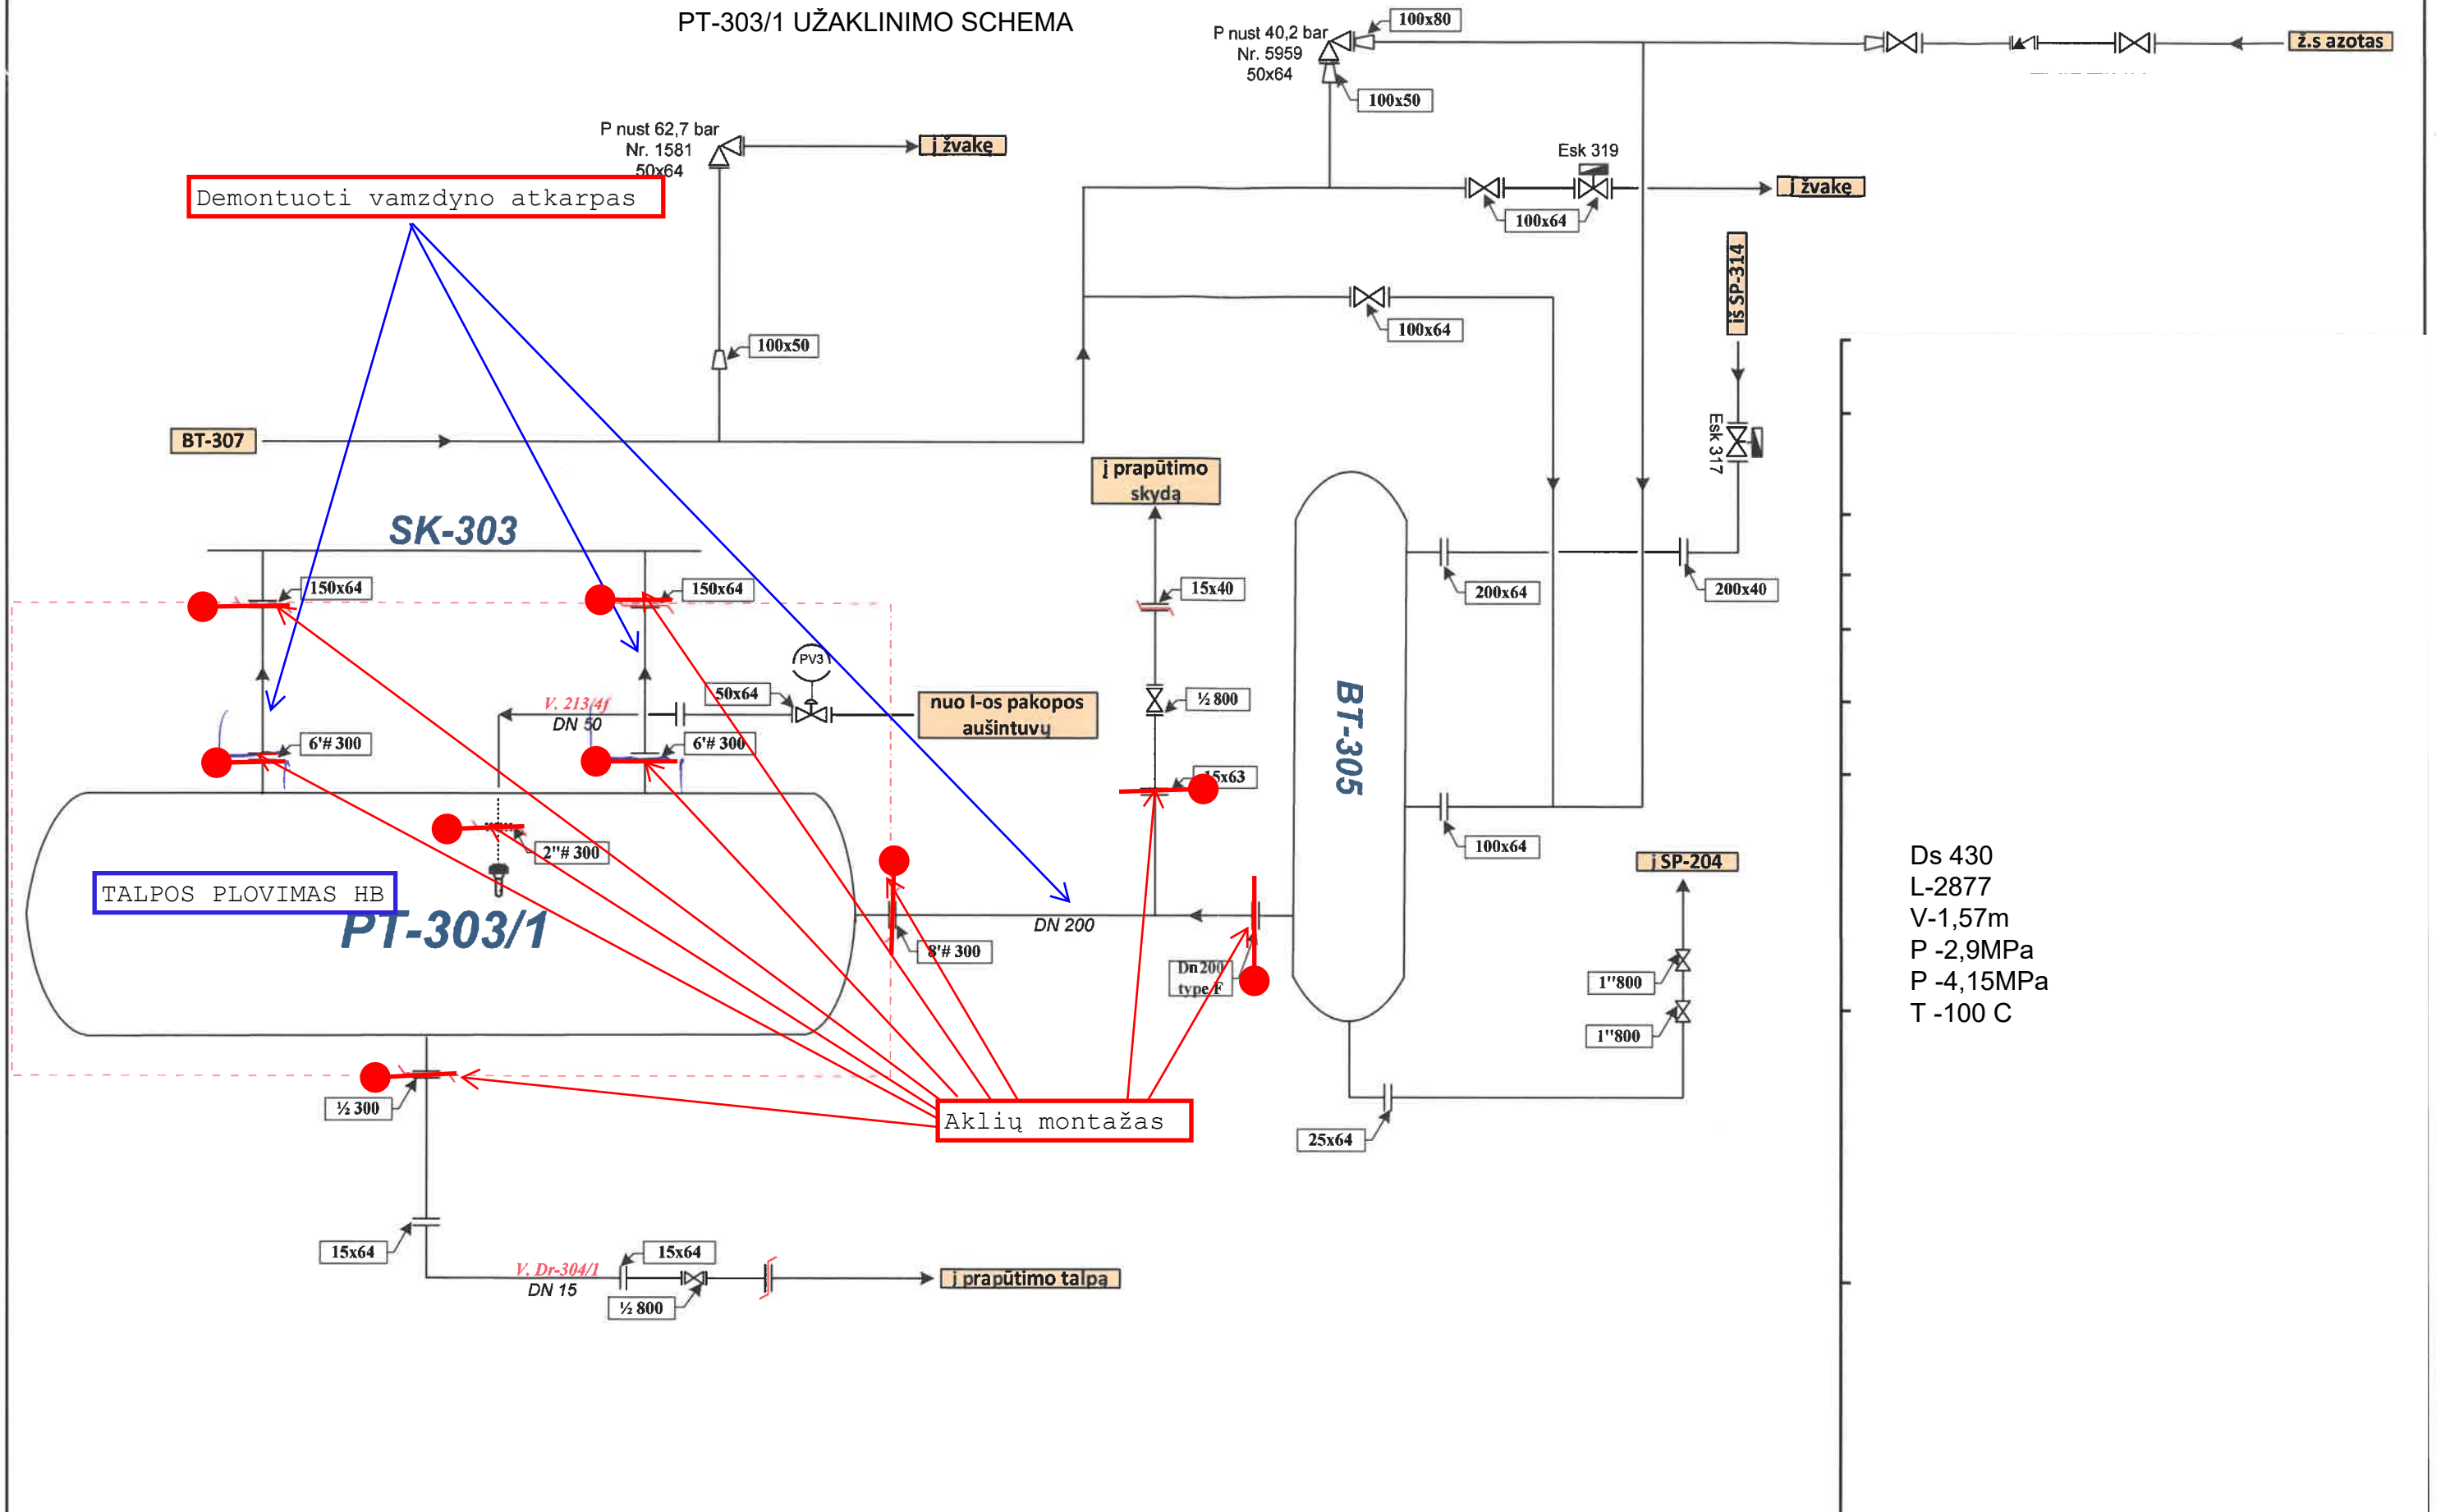 PT-303/1 UŽAKLINIMO SCHEMA
P nust 40,2 bar
Nr. 5959
50x64
100x80
ž.s azotas
100x50
P nust 62,7 bar
Nr. 1581
50x64
į žvakę
Esk 319
Demontuoti vamzdyno atkarpas
100x64
į žvakę
iš SP-314
100x64
100x50
Esk 317
BT-307
į prapūtimo
skydą
SK-303
150x64
150x64
15x40
200x64
200x40
PV3
50x64
V. 213/4f
DN 50
nuo I-os pakopos
aušintuvų
½ 800
BT-305
6'# 300
6'# 300
15x63
2"# 300
100x64
į SP-204
TALPOS PLOVIMAS HB
PT-303/1
DN 200
8'# 300
Dn200
type F
1"800
1"800
Ds 430
L-2877
V-1,57m
P -2,9MPa
P -4,15MPa
T -100 C
½ 300
Aklių montažas
25x64
15x64
15x64
V. Dr-304/1
DN 15
½ 800
į prapūtimo talpą